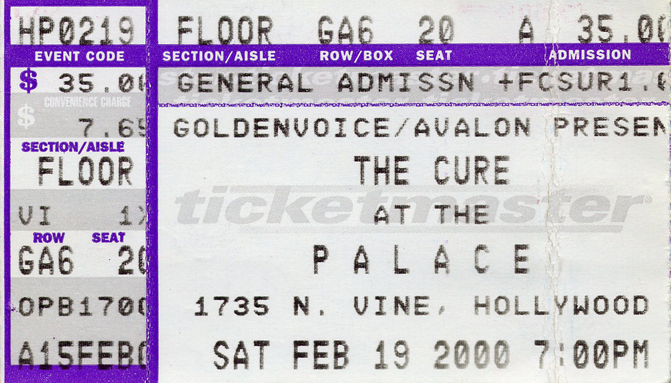 HP0219 FLOOR GA6 20 A 35.00
EVENT CODE SECTION/AISLE ROW/BOX SEAT ADMISSION
$ 35.00 GENERAL ADMISSN +FCSUR1.
CONVENIENCE CHARGE
$ 7.65 GOLDENVOICE/AVALON PRESEN
SECTION/AISLE
FLOOR THE CURE
ticketmaster
VI 1X AT THE
ROW SEAT
GA6 20 PALACE
OPB1700 1735 N. VINE, HOLLYWOOD
A15FEB0 SAT FEB 19 2000 7:00PM